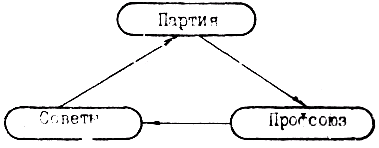 Партия
Советы
Профсоюз